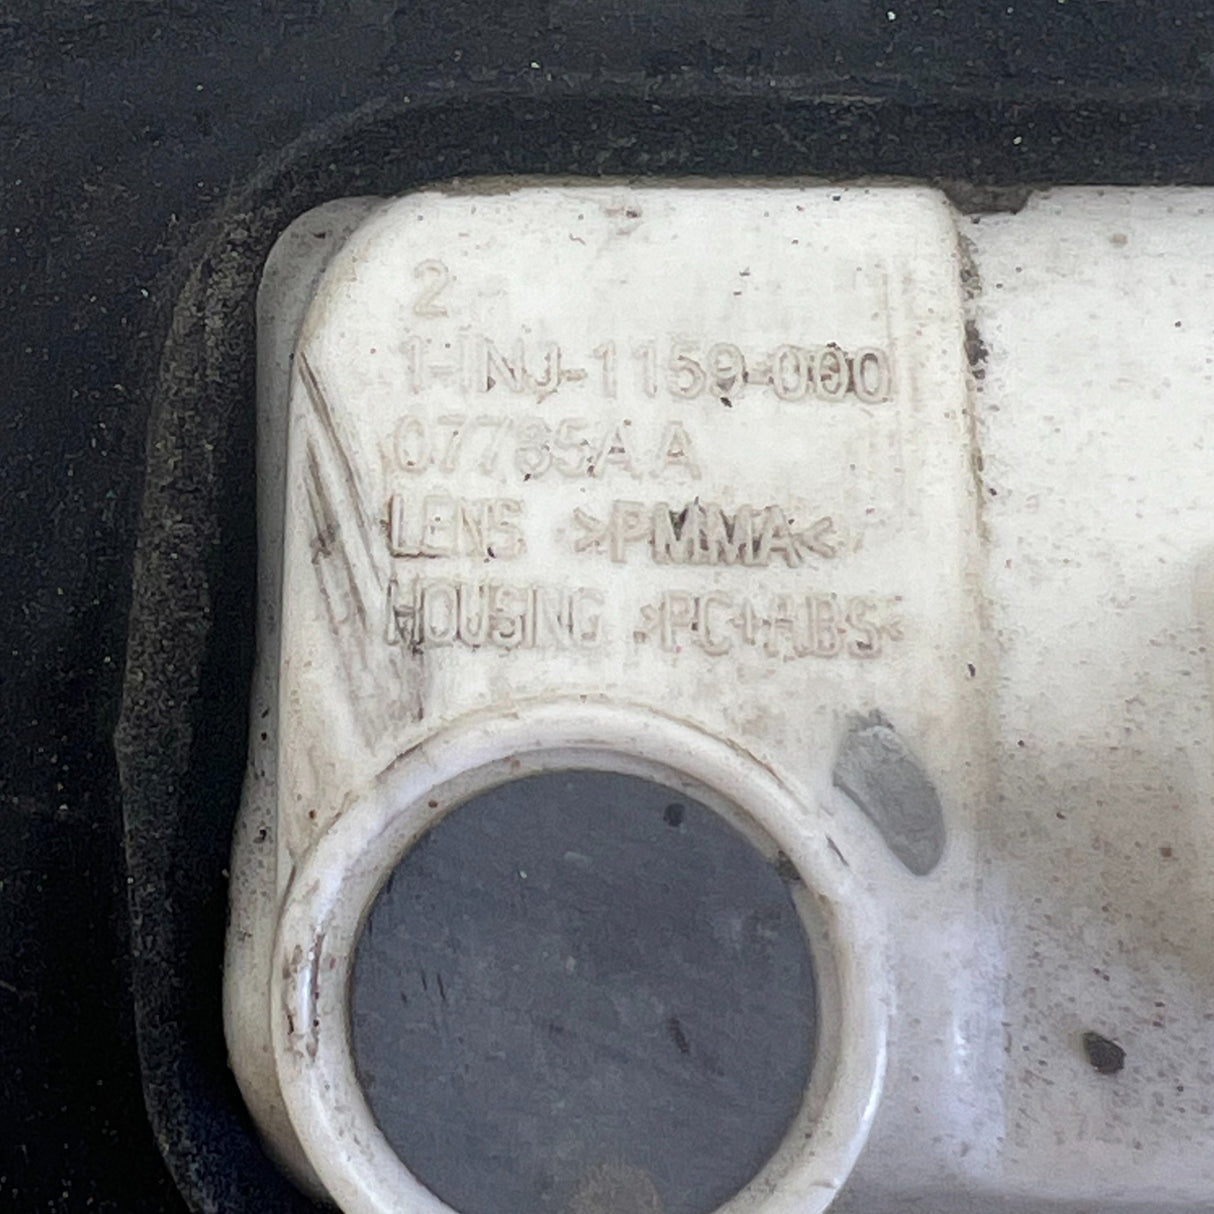 2
1-INJ-1159-000
07785AA
LENS >PMMA<
HOUSING >PC+ABS<